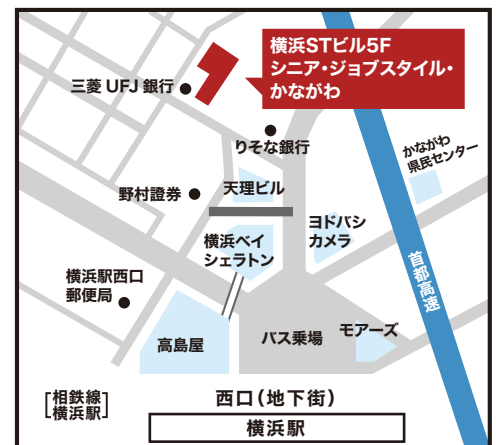 横浜STビル5F
シニア・ジョブスタイル・
かながわ
三菱 UFJ 銀行
りそな銀行
かながわ
県民センター
天理ビル
野村證券
ヨドバシ
カメラ
横浜ベイ
シェラトン
首都高速
横浜駅西口
郵便局
高島屋
バス乗場
モアーズ
[相鉄線
横浜駅]
西口(地下街)
横浜駅